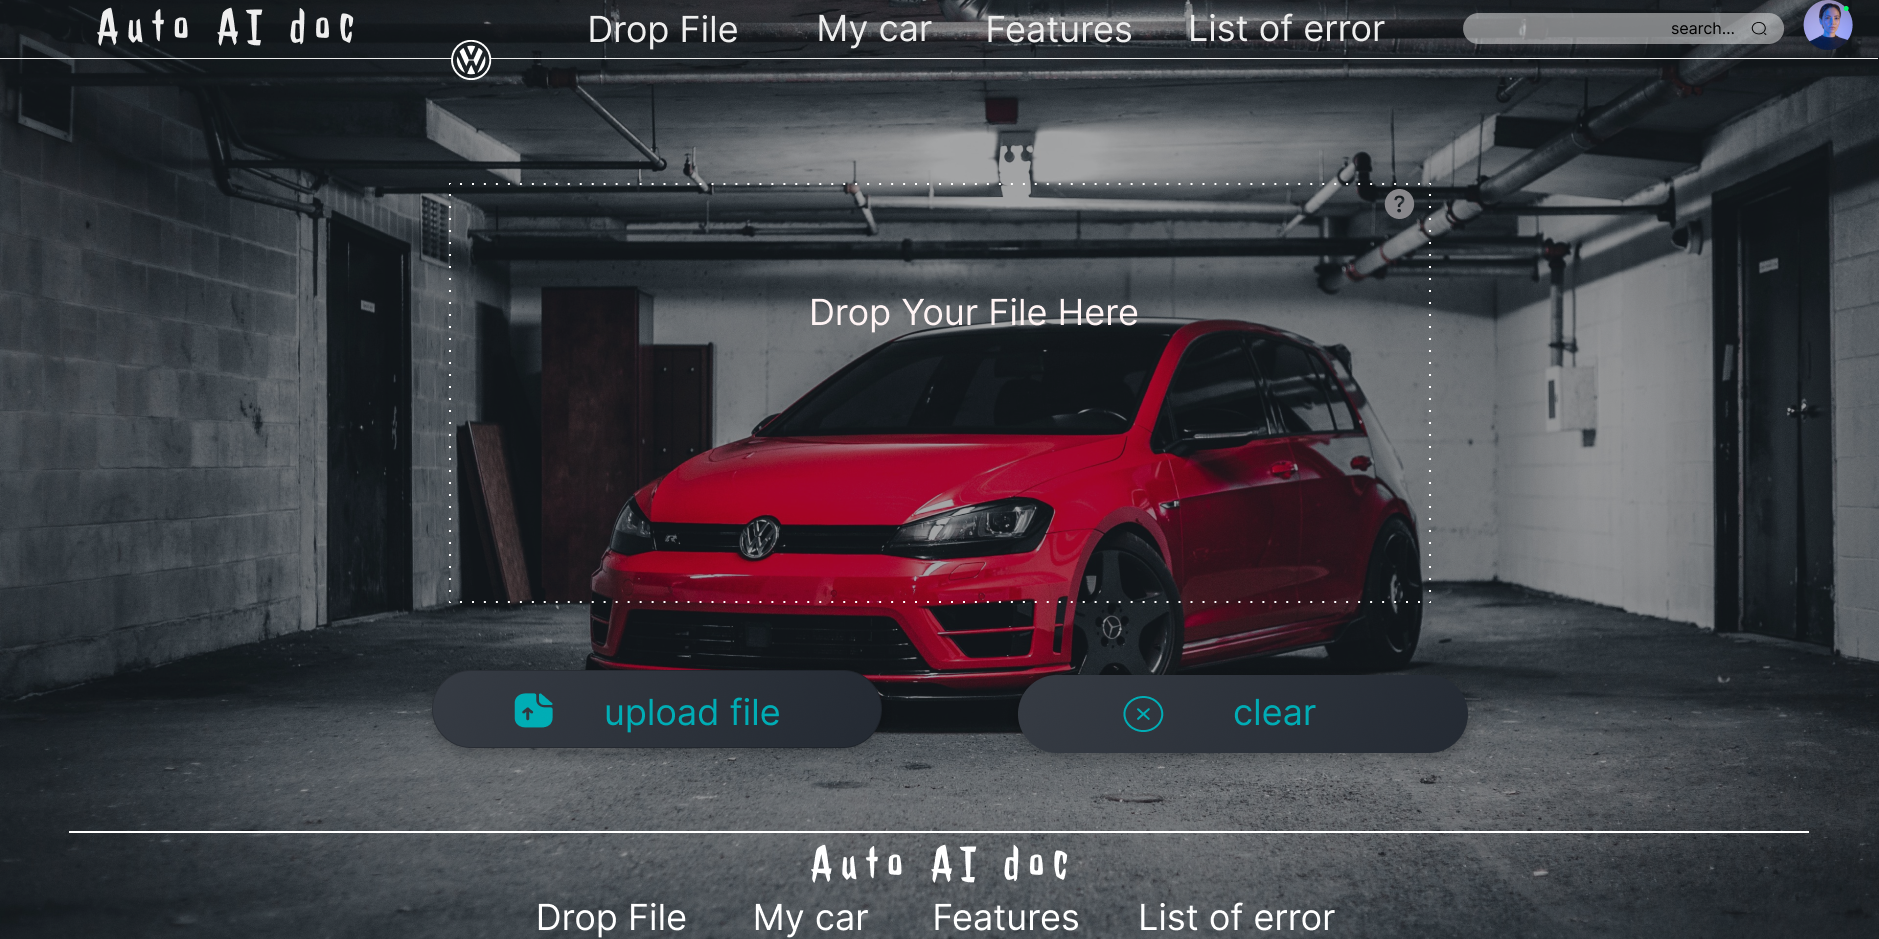 Auto AI doc
Drop File
My car
Features
List of error
search...
?
Drop Your File Here
R
upload file
clear
Auto AI doc
Drop File
My car
Features
List of error